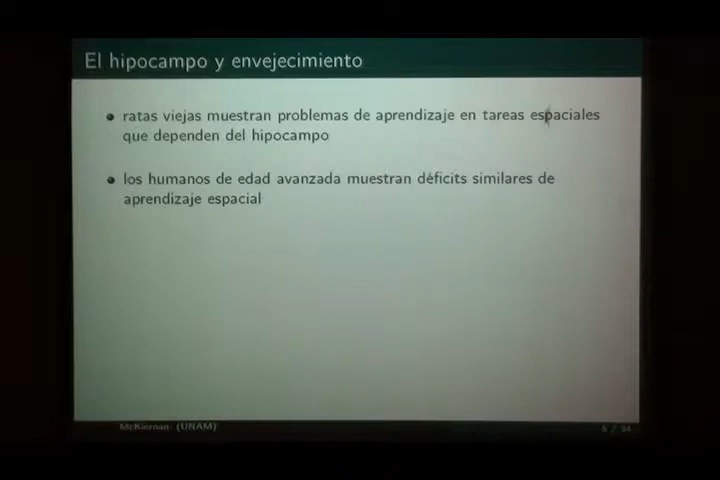 El hipocampo y envejecimiento
ratas viejas muestran problemas de aprendizaje en tareas espaciales
que dependen del hipocampo
los humanos de edad avanzada muestran déficits similares de
aprendizaje espacial
McKiernan (UNAM)
5 / 34